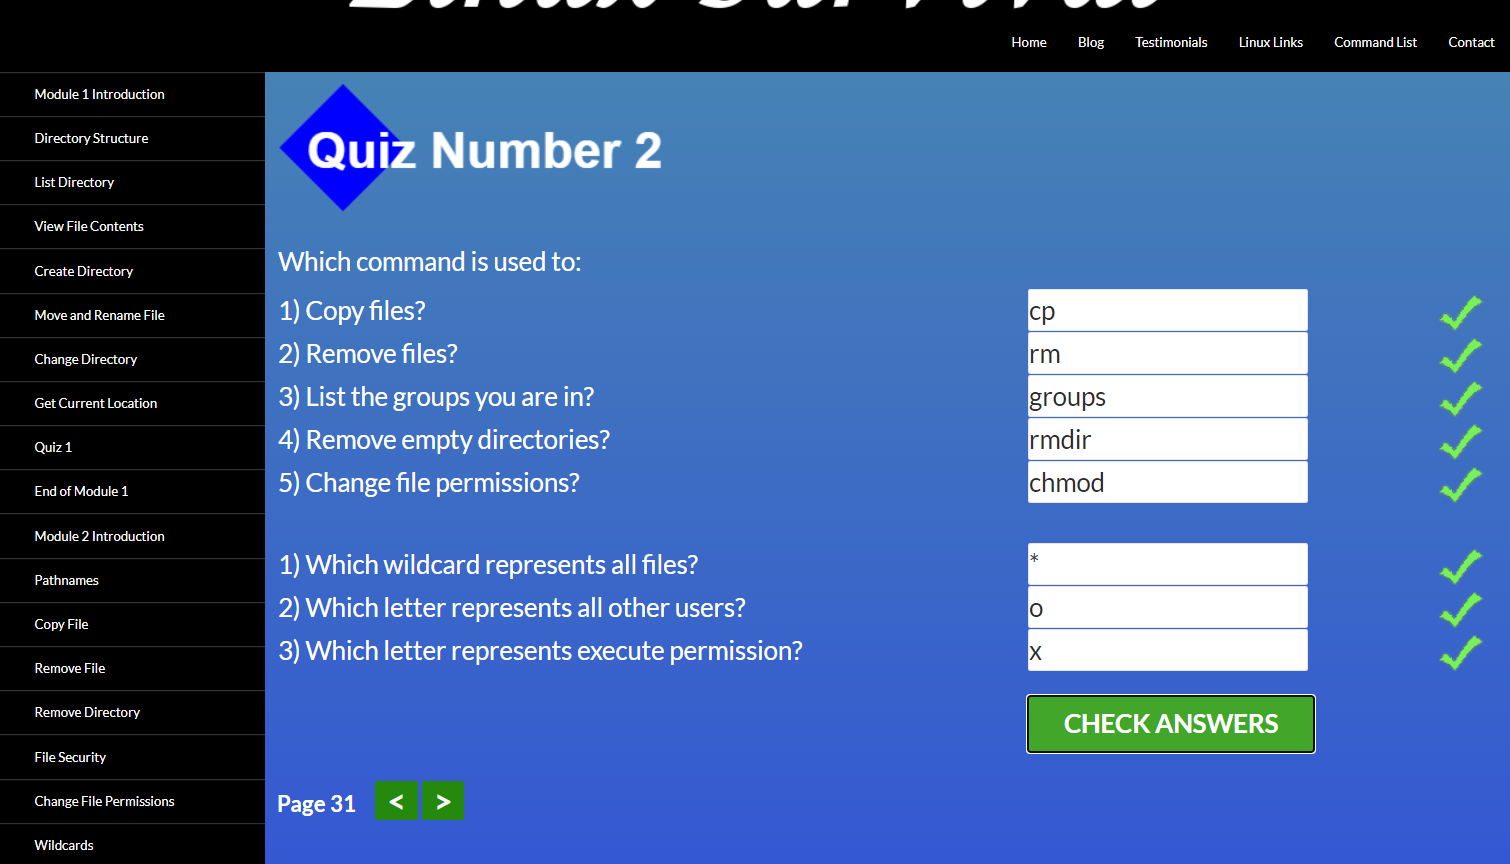 Home Blog Testimonials Linux Links Command List Contact
Module 1 Introduction
Directory Structure
List Directory
View File Contents
Create Directory
Move and Rename File
Change Directory
Get Current Location
Quiz 1
End of Module 1
Module 2 Introduction
Pathnames
Copy File
Remove File
Remove Directory
File Security
Change File Permissions
Wildcards
Quiz Number 2
Which command is used to:
1) Copy files? cp
2) Remove files? rm
3) List the groups you are in? groups
4) Remove empty directories? rmdir
5) Change file permissions? chmod
1) Which wildcard represents all files? *
2) Which letter represents all other users? o
3) Which letter represents execute permission? x
CHECK ANSWERS
Page 31 < >